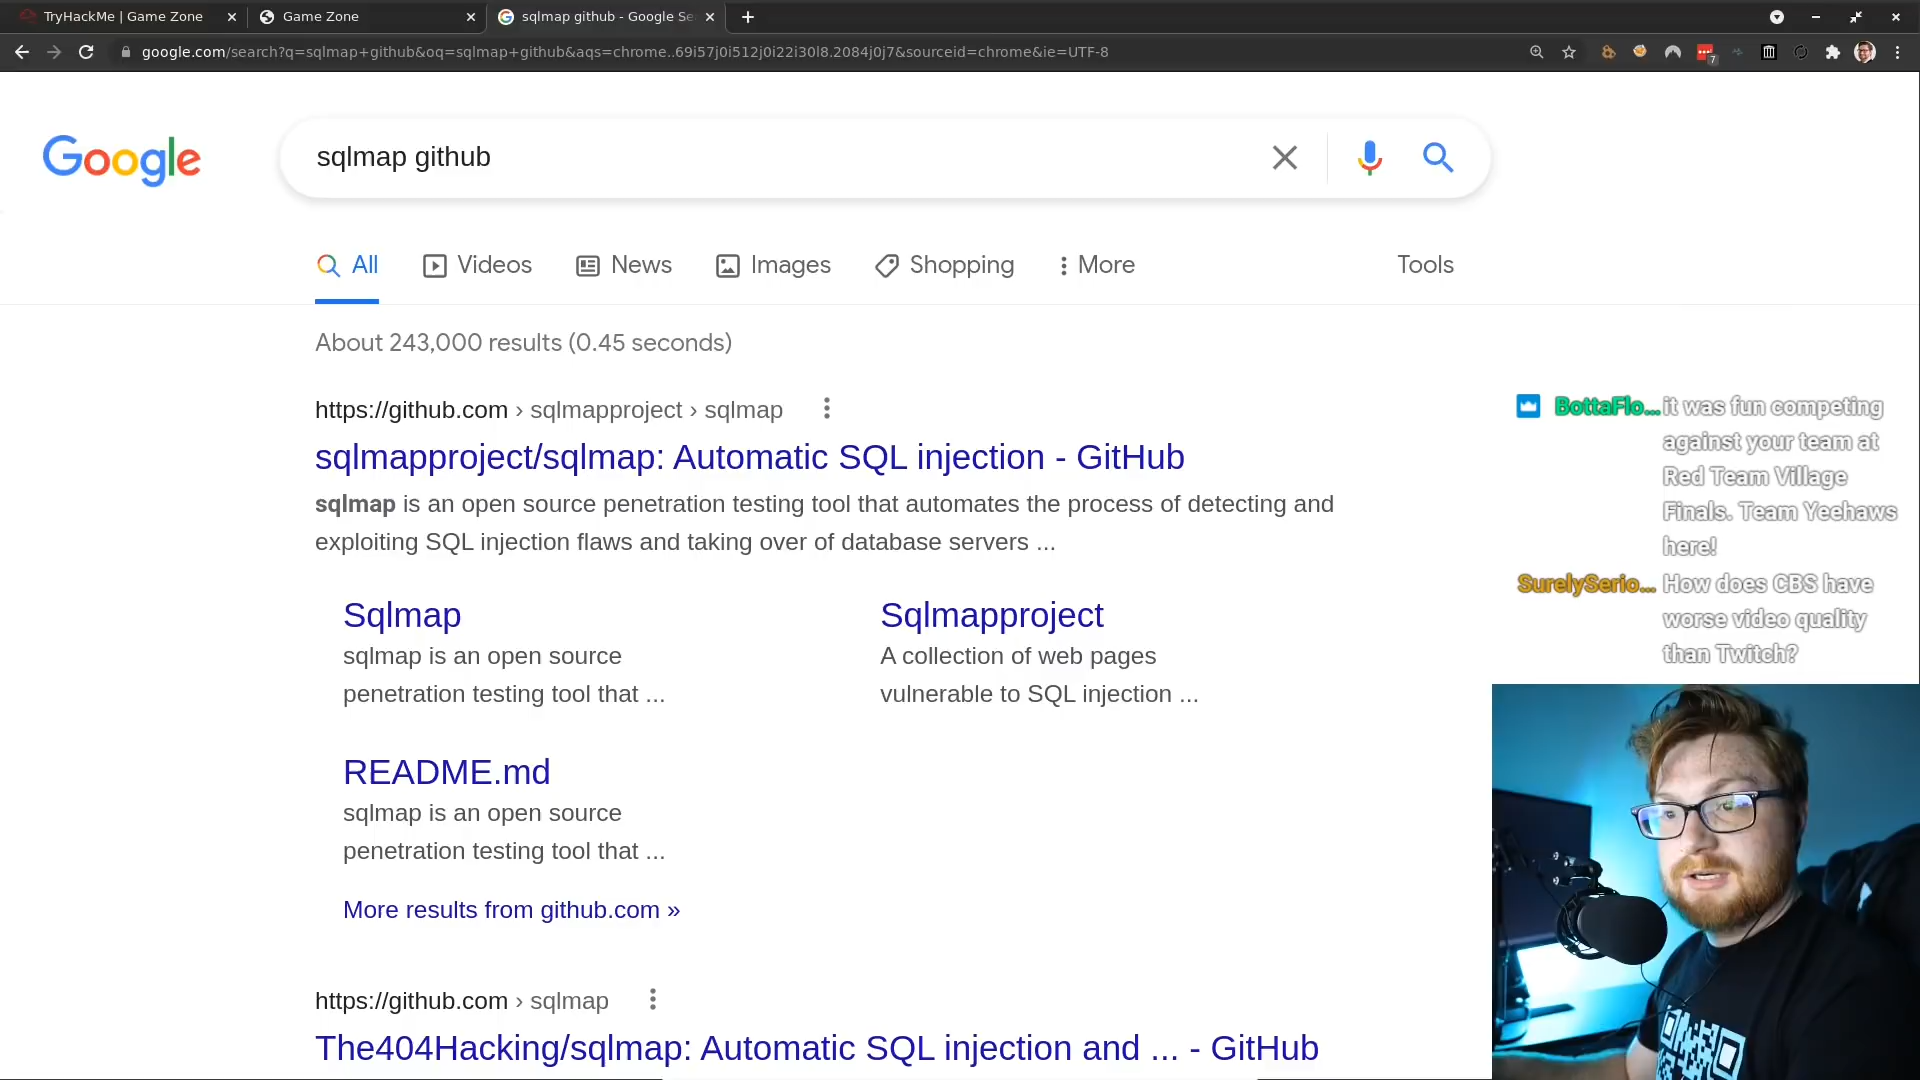 TryHackMe | Game Zone
Game Zone
sqlmap github - Google Se
google.com/search?q=sqlmap+github&oq=sqlmap+github&aqs=chrome..69i57j0i512j0i22i30l8.2084j0j7&sourceid=chrome&ie=UTF-8
7
Google
sqlmap github
All
Videos
News
Images
Shopping
More
Tools
About 243,000 results (0.45 seconds)
https://github.com › sqlmapproject › sqlmap
sqlmapproject/sqlmap: Automatic SQL injection - GitHub
sqlmap is an open source penetration testing tool that automates the process of detecting and
exploiting SQL injection flaws and taking over of database servers ...
Sqlmap
sqlmap is an open source
penetration testing tool that ...
Sqlmapproject
A collection of web pages
vulnerable to SQL injection ...
README.md
sqlmap is an open source
penetration testing tool that ...
More results from github.com »
https://github.com › sqlmap
The404Hacking/sqlmap: Automatic SQL injection and ... - GitHub
BottaFlo... it was fun competing
against your team at
Red Team Village
Finals. Team Yeehaws
here!
SurelySerio... How does CBS have
worse video quality
than Twitch?